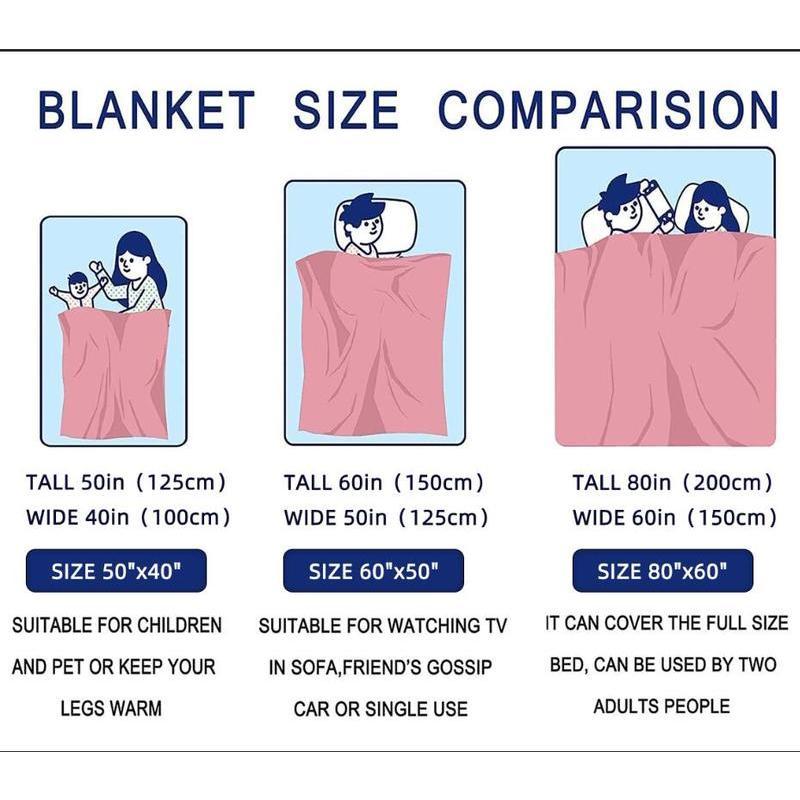 BLANKET SIZE COMPARISION
TALL 50in（125cm）
WIDE 40in（100cm）
SIZE 50"x40"
SUITABLE FOR CHILDREN
AND PET OR KEEP YOUR
LEGS WARM
TALL 60in（150cm）
WIDE 50in（125cm）
SIZE 60"x50"
SUITABLE FOR WATCHING TV
IN SOFA,FRIEND'S GOSSIP
CAR OR SINGLE USE
TALL 80in（200cm）
WIDE 60in（150cm）
SIZE 80"x60"
IT CAN COVER THE FULL SIZE
BED, CAN BE USED BY TWO
ADULTS PEOPLE